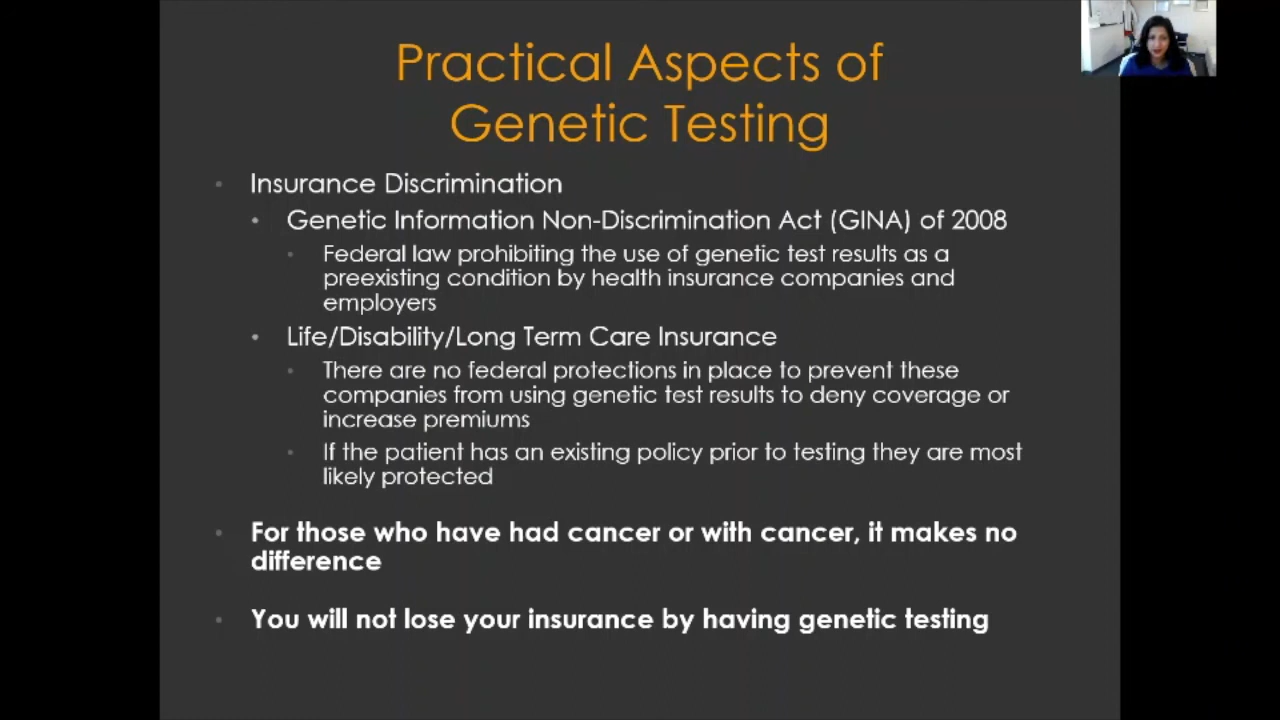 Practical Aspects of
Genetic Testing
Insurance Discrimination
Genetic Information Non-Discrimination Act (GINA) of 2008
Federal law prohibiting the use of genetic test results as a
preexisting condition by health insurance companies and
employers
Life/Disability/Long Term Care Insurance
There are no federal protections in place to prevent these
companies from using genetic test results to deny coverage or
increase premiums
If the patient has an existing policy prior to testing they are most
likely protected
For those who have had cancer or with cancer, it makes no
difference
You will not lose your insurance by having genetic testing